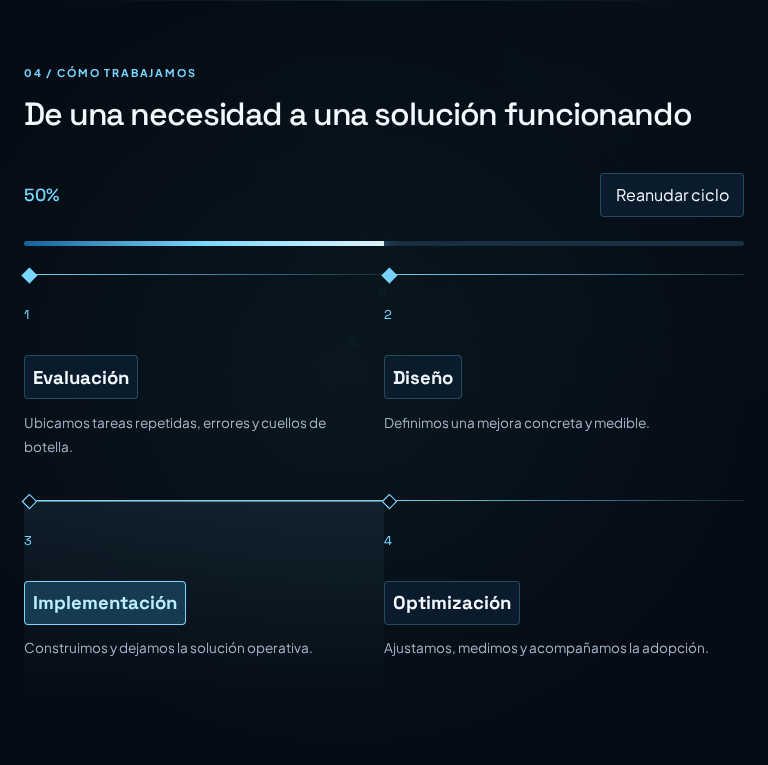 04 / CÓMO TRABAJAMOS
De una necesidad a una solución funcionando
50%
Reanudar ciclo
1
2
Evaluación
Diseño
Ubicamos tareas repetidas, errores y cuellos de
botella.
Definimos una mejora concreta y medible.
3
4
Implementación
Optimización
Construimos y dejamos la solución operativa.
Ajustamos, medimos y acompañamos la adopción.